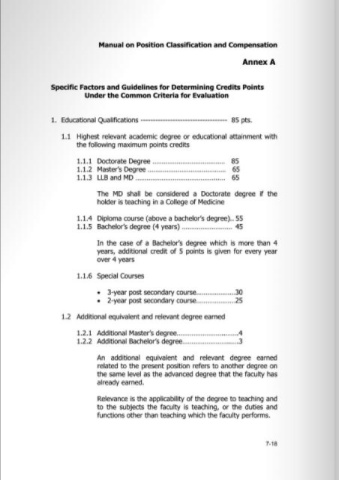 Manual on Position Classification and Compensation
Annex A
Specific Factors and Guidelines for Determining Credits Points
Under the Common Criteria for Evaluation
1. Educational Qualifications ------------------------------------ 85 pts.
1.1 Highest relevant academic degree or educational attainment with
the following maximum points credits
1.1.1 Doctorate Degree .................................. 85
1.1.2 Master's Degree .................................... 65
1.1.3 LLB and MD .......................................... 65
The MD shall be considered a Doctorate degree if the
holder is teaching in a College of Medicine
1.1.4 Diploma course (above a bachelor's degree).. 55
1.1.5 Bachelor's degree (4 years) ........................ 45
In the case of a Bachelor's degree which is more than 4
years, additional credit of 5 points is given for every year
over 4 years
1.1.6 Special Courses
• 3-year post secondary course..................30
• 2-year post secondary course..................25
1.2 Additional equivalent and relevant degree earned
1.2.1 Additional Master's degree.............................4
1.2.2 Additional Bachelor's degree..........................3
An additional equivalent and relevant degree earned
related to the present position refers to another degree on
the same level as the advanced degree that the faculty has
already earned.
Relevance is the applicability of the degree to teaching and
to the subjects the faculty is teaching, or the duties and
functions other than teaching which the faculty performs.
7-18